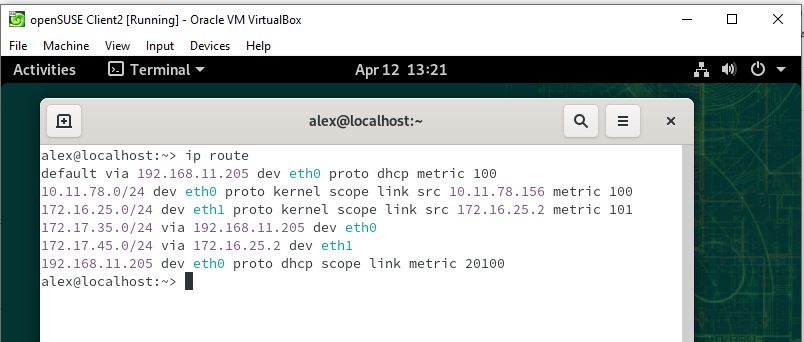 openSUSE Client2 [Running] - Oracle VM VirtualBox
File Machine View Input Devices Help
Activities Terminal Apr 12 13:21
alex@localhost:~
alex@localhost:~> ip route
default via 192.168.11.205 dev eth0 proto dhcp metric 100
10.11.78.0/24 dev eth0 proto kernel scope link src 10.11.78.156 metric 100
172.16.25.0/24 dev eth1 proto kernel scope link src 172.16.25.2 metric 101
172.17.35.0/24 via 192.168.11.205 dev eth0
172.17.45.0/24 via 172.16.25.2 dev eth1
192.168.11.205 dev eth0 proto dhcp scope link metric 20100
alex@localhost:~>